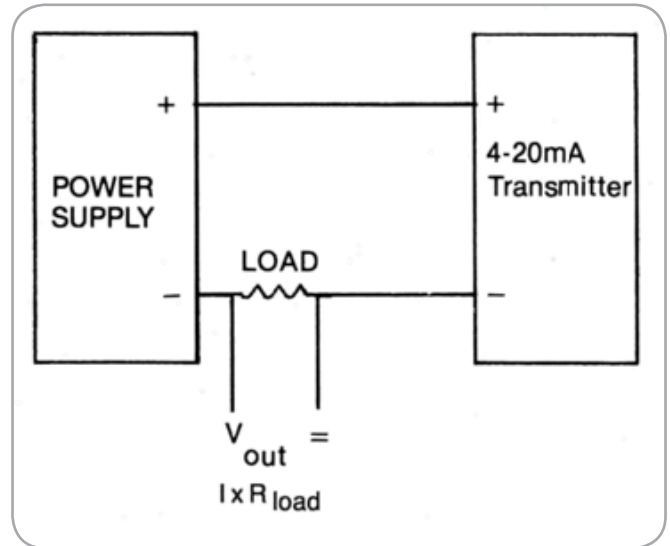 +
+
4-20mA
Transmitter
POWER
SUPPLY
LOAD
−
−
V out =
I x R load